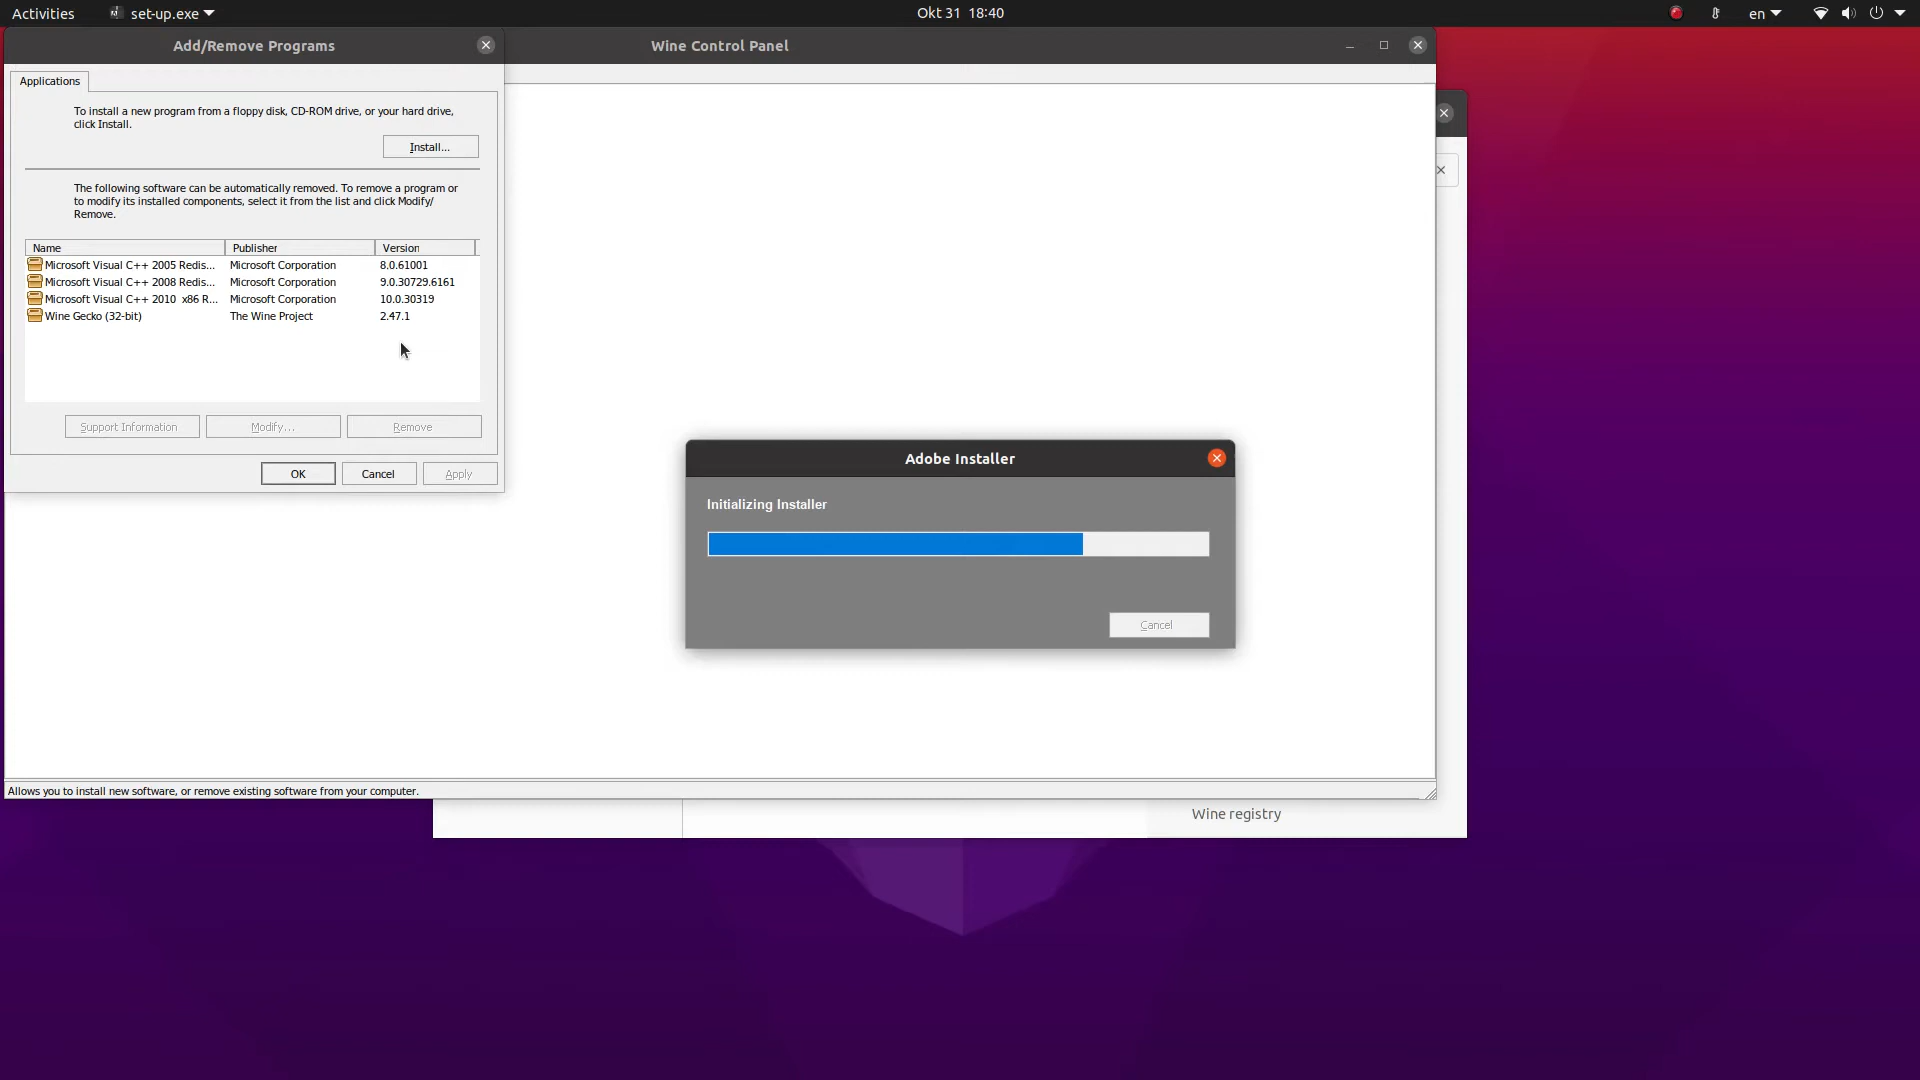 Activities
set-up.exe
Okt 31 18:40
en
Add/Remove Programs
Wine Control Panel
Applications
To install a new program from a floppy disk, CD-ROM drive, or your hard drive,
click Install.
Install...
The following software can be automatically removed. To remove a program or
to modify its installed components, select it from the list and click Modify/
Remove.
Name Publisher Version
Microsoft Visual C++ 2005 Redis... Microsoft Corporation 8.0.61001
Microsoft Visual C++ 2008 Redis... Microsoft Corporation 9.0.30729.6161
Microsoft Visual C++ 2010 x86 R... Microsoft Corporation 10.0.30319
Wine Gecko (32-bit) The Wine Project 2.47.1
Support Information Modify... Remove
OK Cancel Apply
Adobe Installer
Initializing Installer
Cancel
Allows you to install new software, or remove existing software from your computer.
Wine registry